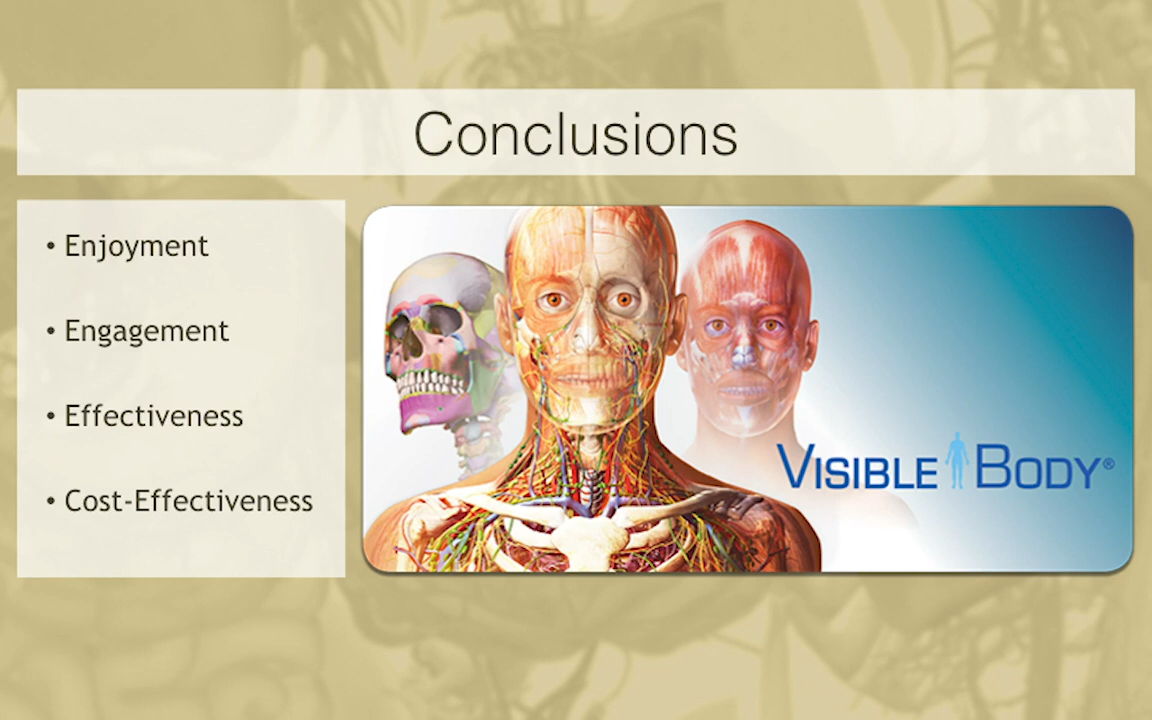 Conclusions
• Enjoyment
• Engagement
• Effectiveness
• Cost-Effectiveness
VISIBLE BODY®